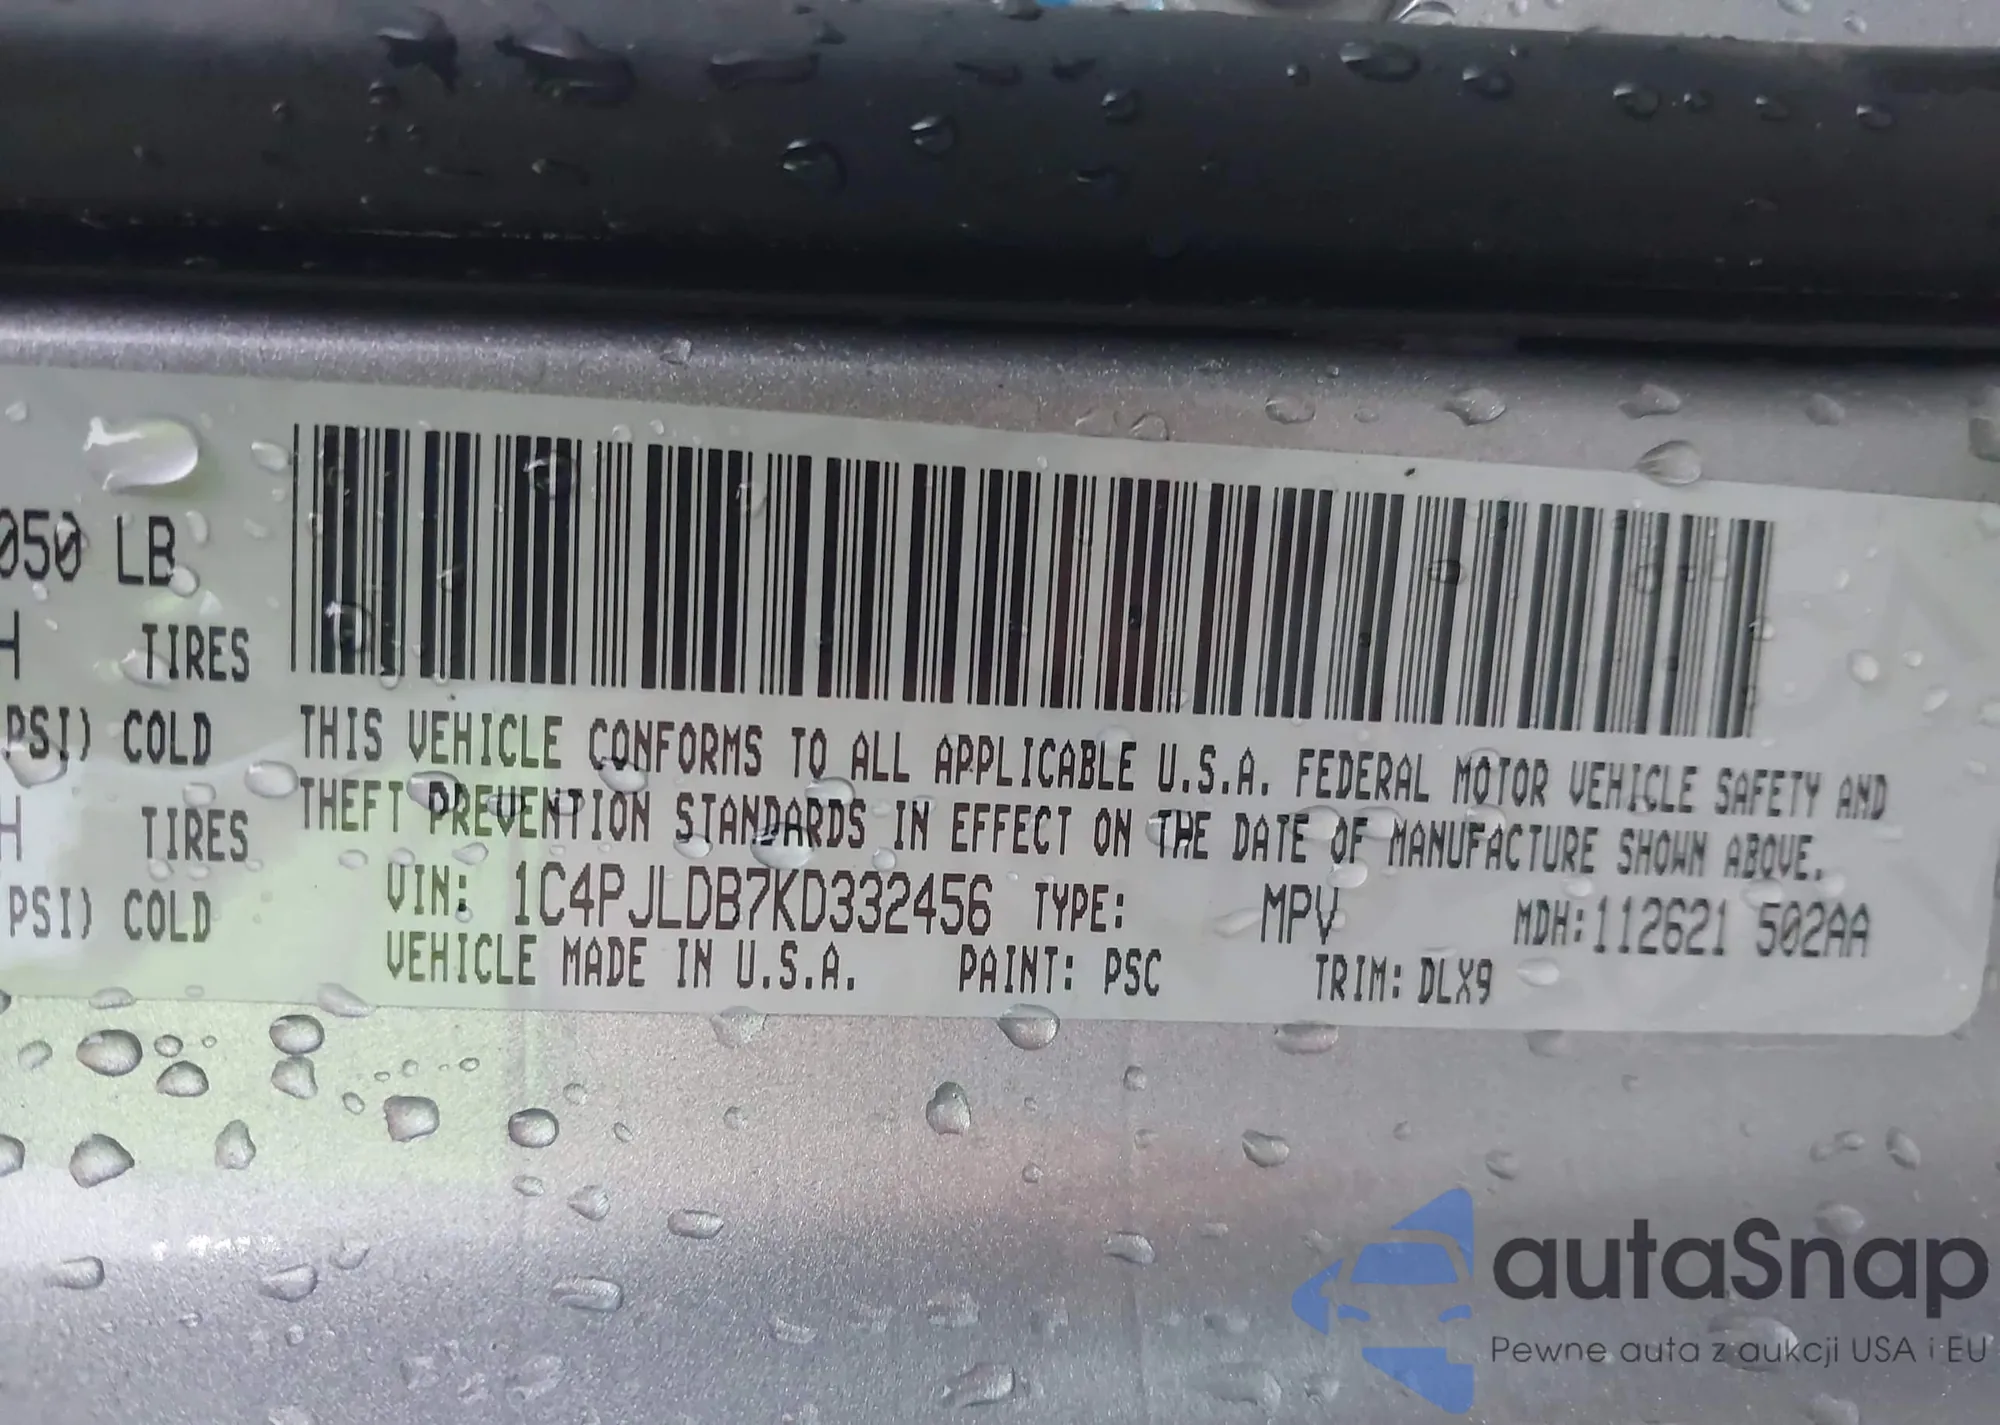 050 LB
H TIRES
PSI) COLD
H TIRES
PSI) COLD
THIS VEHICLE CONFORMS TO ALL APPLICABLE U.S.A. FEDERAL MOTOR VEHICLE SAFETY AND
THEFT PREVENTION STANDARDS IN EFFECT ON THE DATE OF MANUFACTURE SHOWN ABOVE.
VIN: 1C4PJLDB7KD332456 TYPE: MPV MDH:112621 502AA
VEHICLE MADE IN U.S.A. PAINT: PSC TRIM: DLX9
autoSnap
Pewne auta z aukcji USA i EU